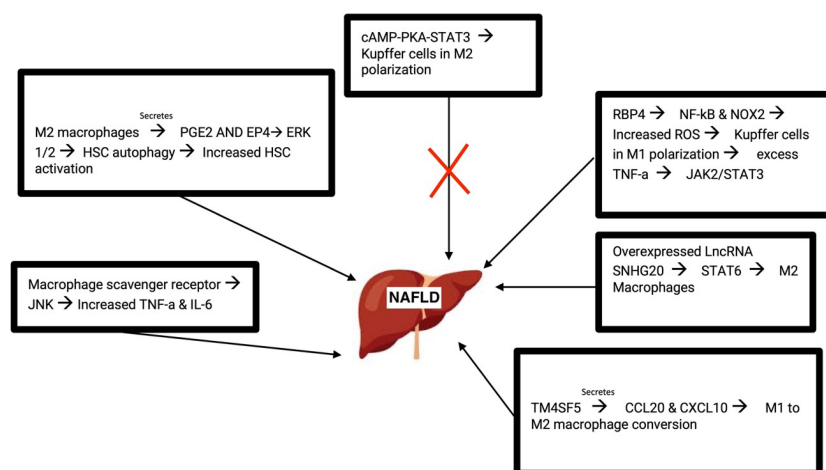 cAMP-PKA-STAT3 →
Kupffer cells in M2
polarization
Secretes
M2 macrophages → PGE2 AND EP4→ ERK
1/2 → HSC autophagy → Increased HSC
activation
RBP4 → NF-kB & NOX2 →
Increased ROS → Kupffer cells
in M1 polarization → excess
TNF-a → JAK2/STAT3
Macrophage scavenger receptor →
JNK → Increased TNF-a & IL-6
NAFLD
Overexpressed LncRNA
SNHG20 → STAT6 → M2
Macrophages
Secretes
TM4SF5 → CCL20 & CXCL10 → M1 to
M2 macrophage conversion